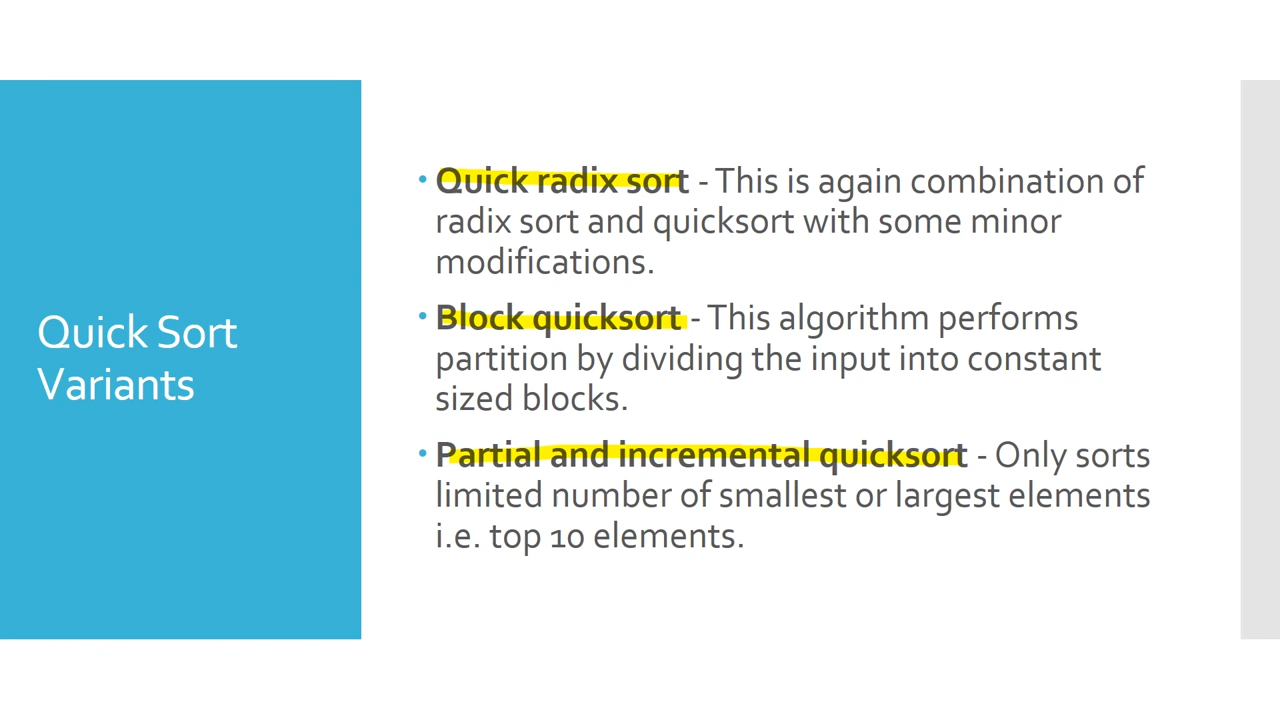 Quick Sort
Variants
• Quick radix sort - This is again combination of
radix sort and quicksort with some minor
modifications.
• Block quicksort - This algorithm performs
partition by dividing the input into constant
sized blocks.
• Partial and incremental quicksort - Only sorts
limited number of smallest or largest elements
i.e. top 10 elements.